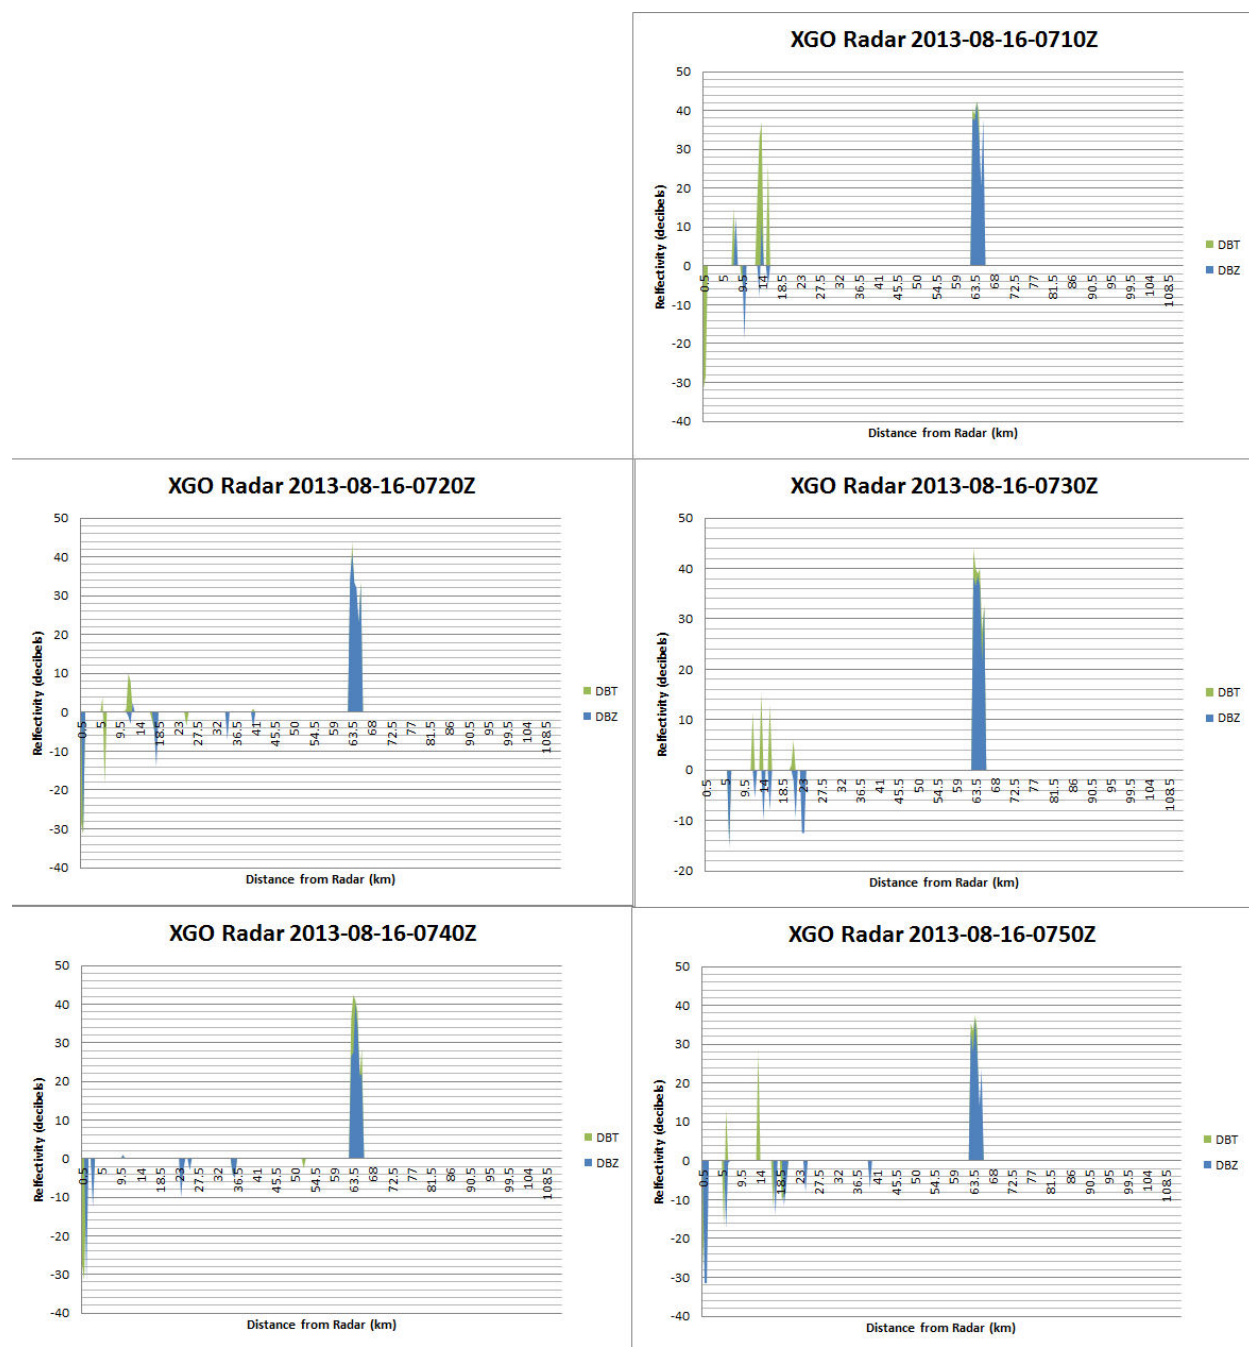 XGO Radar 2013-08-16-0710Z
50
40
30
20
10
0
-10
-20
-30
-40
Relfectivity (decibels)
0.5 5 9.5 14 18.5 23 27.5 32 36.5 41 45.5 50 54.5 59 63.5 68 72.5 77 81.5 86 90.5 95 99.5 104 108.5
Distance from Radar (km)
DBT
DBZ
XGO Radar 2013-08-16-0720Z
50
40
30
20
10
0
-10
-20
-30
-40
Relfectivity (decibels)
0.5 5 9.5 14 18.5 23 27.5 32 36.5 41 45.5 50 54.5 59 63.5 68 72.5 77 81.5 86 90.5 95 99.5 104 108.5
Distance from Radar (km)
DBT
DBZ
XGO Radar 2013-08-16-0730Z
50
40
30
20
10
0
-10
-20
Relfectivity (decibels)
0.5 5 9.5 14 18.5 23 27.5 32 36.5 41 45.5 50 54.5 59 63.5 68 72.5 77 81.5 86 90.5 95 99.5 104 108.5
Distance from Radar (km)
DBT
DBZ
XGO Radar 2013-08-16-0740Z
50
40
30
20
10
0
-10
-20
-30
-40
Relfectivity (decibels)
0.5 5 9.5 14 18.5 23 27.5 32 36.5 41 45.5 50 54.5 59 63.5 68 72.5 77 81.5 86 90.5 95 99.5 104 108.5
Distance from Radar (km)
DBT
DBZ
XGO Radar 2013-08-16-0750Z
50
40
30
20
10
0
-10
-20
-30
-40
Relfectivity (decibels)
0.5 5 9.5 14 18.5 23 27.5 32 36.5 41 45.5 50 54.5 59 63.5 68 72.5 77 81.5 86 90.5 95 99.5 104 108.5
Distance from Radar (km)
DBT
DBZ